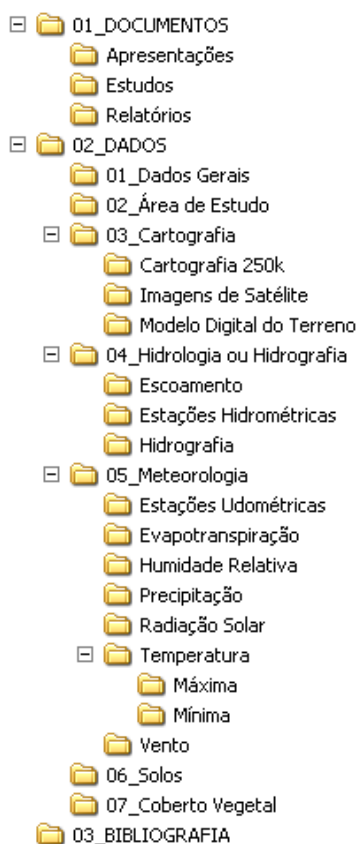 01_DOCUMENTOS
Apresentações
Estudos
Relatórios
02_DADOS
01_Dados Gerais
02_Área de Estudo
03_Cartografia
Cartografia 250k
Imagens de Satélite
Modelo Digital do Terreno
04_Hidrologia ou Hidrografia
Escoamento
Estações Hidrométricas
Hidrografia
05_Meteorologia
Estações Udométricas
Evapotranspiração
Humidade Relativa
Precipitação
Radiação Solar
Temperatura
Máxima
Mínima
Vento
06_Solos
07_Coberto Vegetal
03_BIBLIOGRAFIA